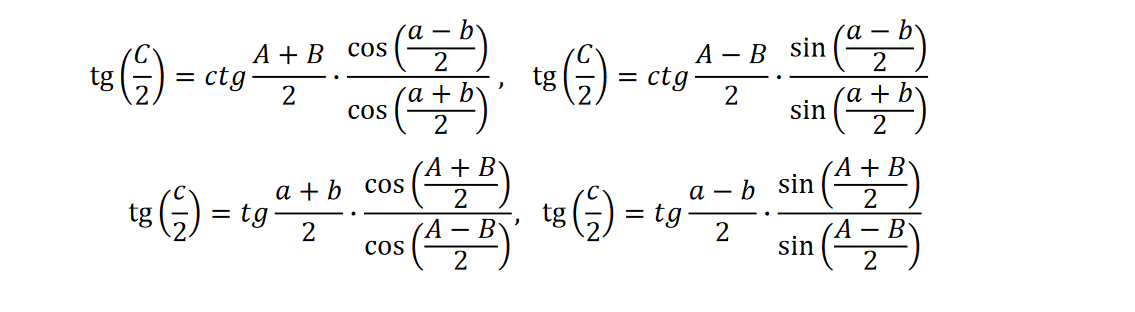 tg(C/2) = ctg (A + B)/2 · cos((a − b)/2)/cos((a + b)/2), tg(C/2) = ctg (A − B)/2 · sin((a − b)/2)/sin((a + b)/2)
tg(c/2) = tg (a + b)/2 · cos((A + B)/2)/cos((A − B)/2), tg(c/2) = tg (a − b)/2 · sin((A + B)/2)/sin((A − B)/2)